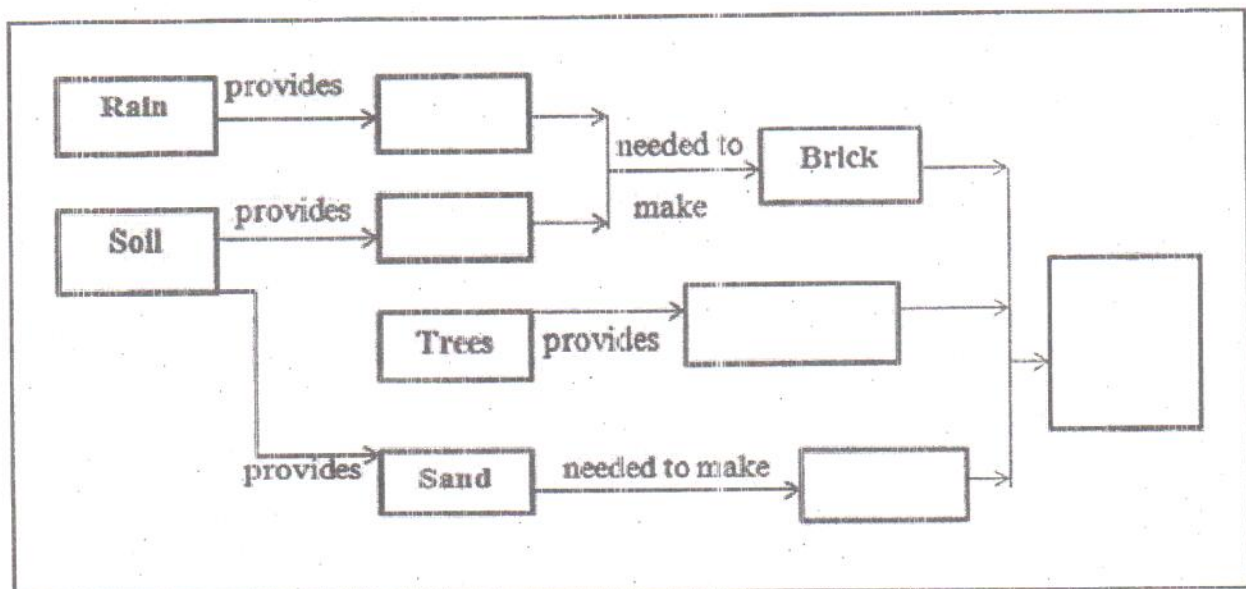 provides
Rain
needed to
Brick
make
provides
Soil
Trees
provides
provides
Sand
needed to make